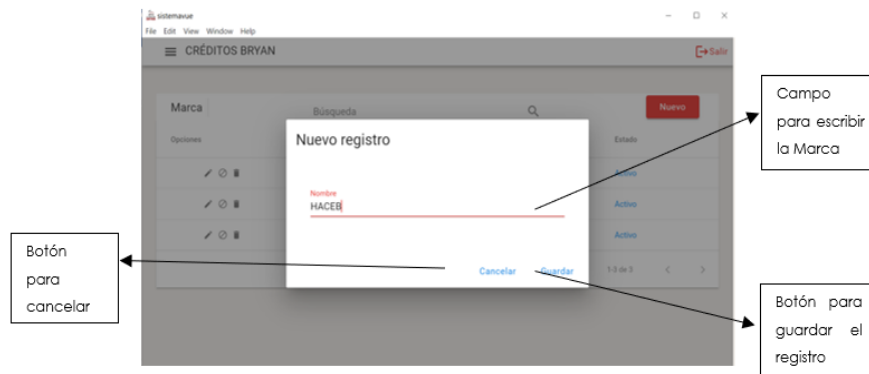 sistemavue
File Edit View Window Help
CRÉDITOS BRYAN
Salir
Marca
Búsqueda
Nuevo
Opciones
Estado
Nuevo registro
Activo
Nombre
HACEB
Activo
Activo
Cancelar
Guardar
1-3 de 3
Campo
para escribir
la Marca
Botón
para
cancelar
Botón para
guardar el
registro